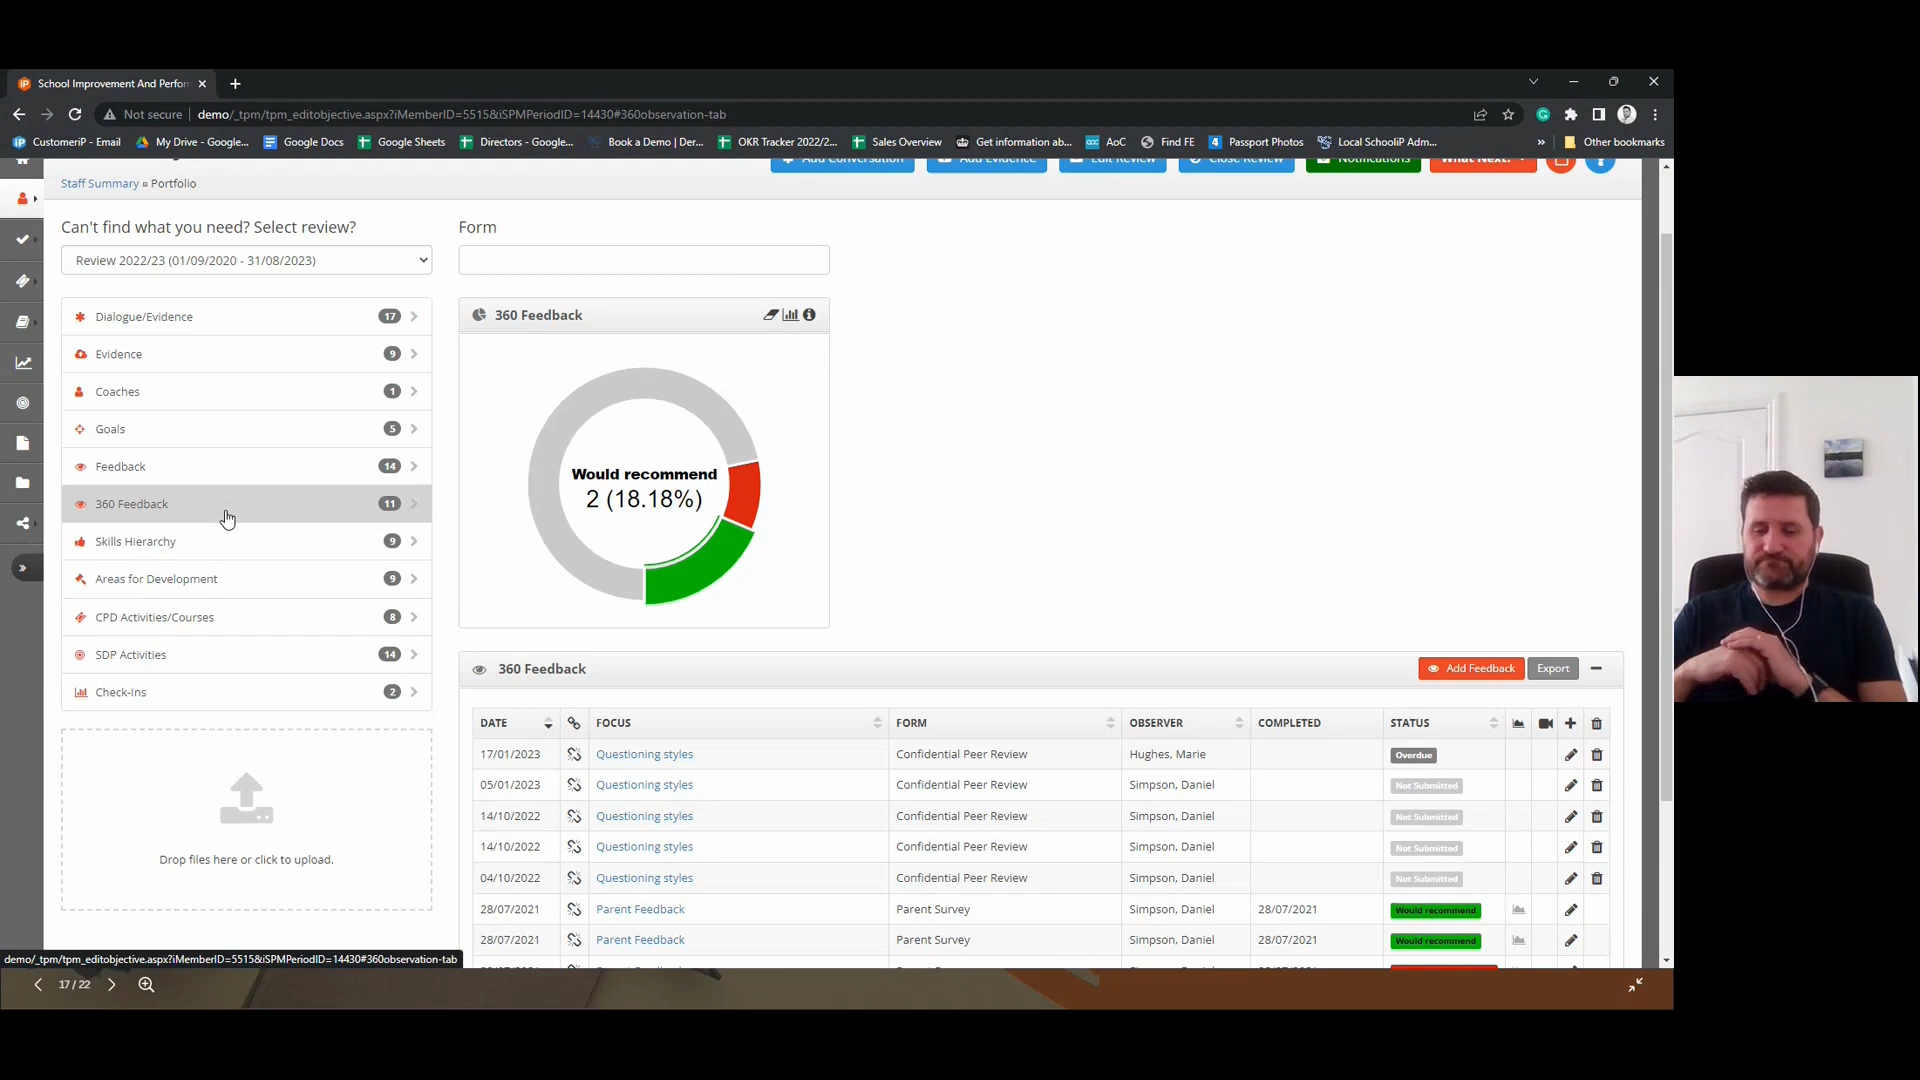 School Improvement And Perfor
Not secure demo/_tpm/tpm_editobjective.aspx?iMemberID=5515&iSPMPeriodID=14430#360observation-tab
CustomeriP - Email My Drive - Google... Google Docs Google Sheets Directors - Google... Book a Demo | Der... OKR Tracker 2022/2... Sales Overview Get information ab... AoC Find FE Passport Photos Local SchooliP Adm... » Other bookmarks
Add Conversation Add Evidence Edit Review Close Review Notifications What Next?
Staff Summary Portfolio
Can't find what you need? Select review? Form
Review 2022/23 (01/09/2020 - 31/08/2023)
Dialogue/Evidence 17
Evidence 9
Coaches 1
Goals 5
Feedback 14
360 Feedback 11
Skills Hierarchy 9
Areas for Development 9
CPD Activities/Courses 8
SDP Activities 14
Check-Ins 2
Drop files here or click to upload.
360 Feedback
Would recommend
2 (18.18%)
360 Feedback Add Feedback Export
DATE FOCUS FORM OBSERVER COMPLETED STATUS
17/01/2023 Questioning styles Confidential Peer Review Hughes, Marie Overdue
05/01/2023 Questioning styles Confidential Peer Review Simpson, Daniel Not Submitted
14/10/2022 Questioning styles Confidential Peer Review Simpson, Daniel Not Submitted
14/10/2022 Questioning styles Confidential Peer Review Simpson, Daniel Not Submitted
04/10/2022 Questioning styles Confidential Peer Review Simpson, Daniel Not Submitted
28/07/2021 Parent Feedback Parent Survey Simpson, Daniel 28/07/2021 Would recommend
28/07/2021 Parent Feedback Parent Survey Simpson, Daniel 28/07/2021 Would recommend
demo/_tpm/tpm_editobjective.aspx?iMemberID=5515&iSPMPeriodID=14430#360observation-tab
17 / 22